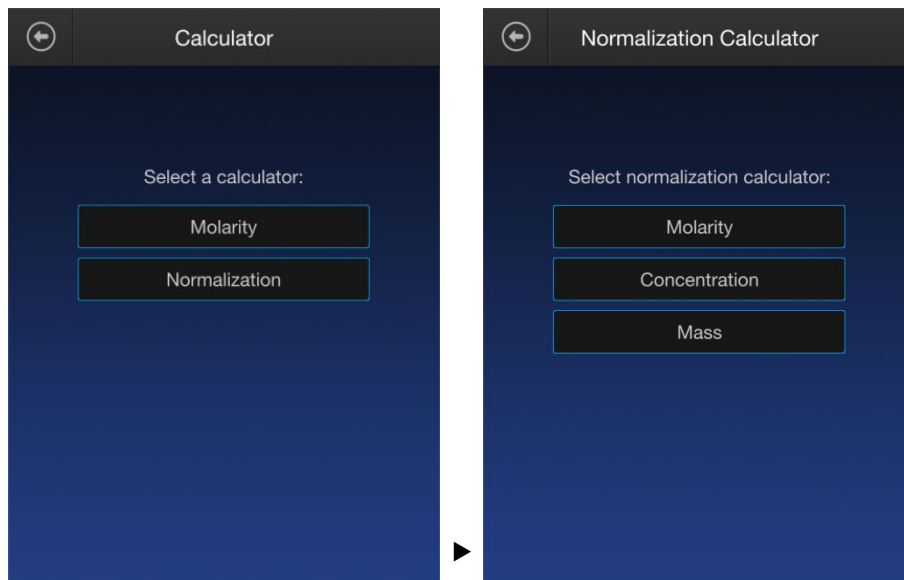 Calculator
Select a calculator:
Molarity
Normalization
Normalization Calculator
Select normalization calculator:
Molarity
Concentration
Mass